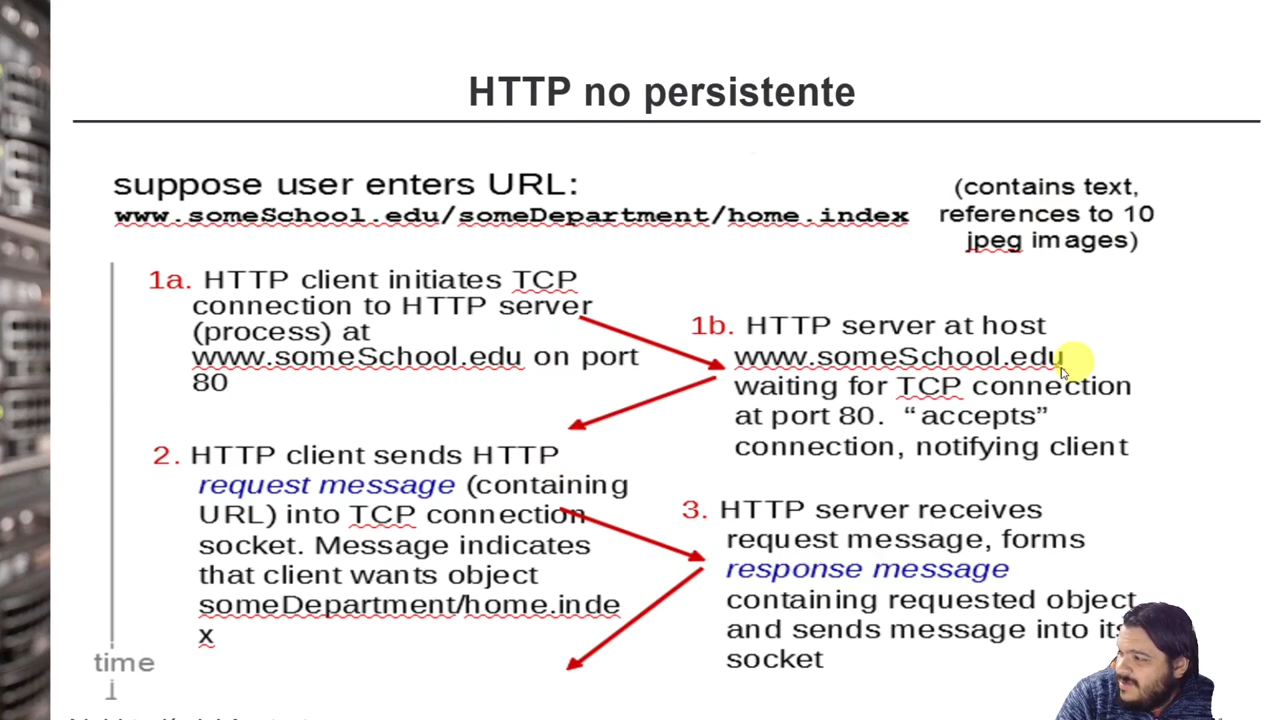 HTTP no persistente
suppose user enters URL:
www.someSchool.edu/someDepartment/home.index
(contains text,
references to 10
jpeg images)
1a. HTTP client initiates TCP
connection to HTTP server
(process) at
www.someSchool.edu on port
80
1b. HTTP server at host
www.someSchool.edu
waiting for TCP connection
at port 80. “accepts”
connection, notifying client
2. HTTP client sends HTTP
request message (containing
URL) into TCP connection
socket. Message indicates
that client wants object
someDepartment/home.inde
x
3. HTTP server receives
request message, forms
response message
containing requested object
and sends message into its
socket
time